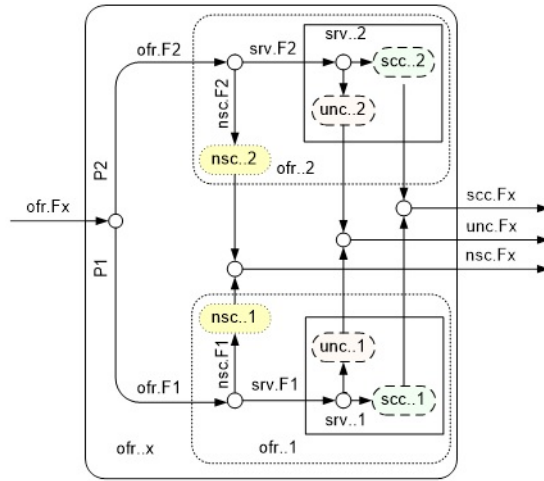 ofr.F2
srv.F2
srv..2
scc..2
nsc.F2
unc..2
nsc..2
ofr..2
P2
ofr.Fx
scc.Fx
unc.Fx
nsc.Fx
P1
nsc..1
unc..1
nsc.F1
ofr.F1
srv.F1
scc..1
srv..1
ofr..x
ofr..1